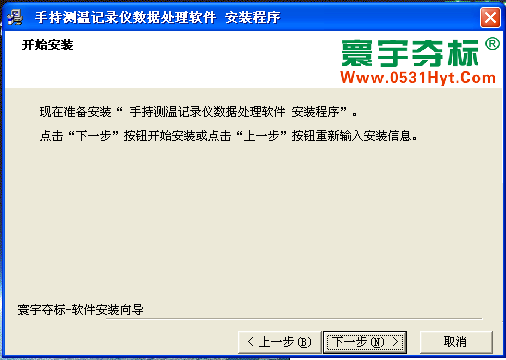 手持测温记录仪数据处理软件 安装程序
开始安装
寰宇夺标®
Www.0531Hyt.Com
现在准备安装“ 手持测温记录仪数据处理软件 安装程序”。
点击“下一步”按钮开始安装或点击“上一步”按钮重新输入安装信息。
寰宇夺标-软件安装向导
< 上一步(B) 下一步(N) > 取消